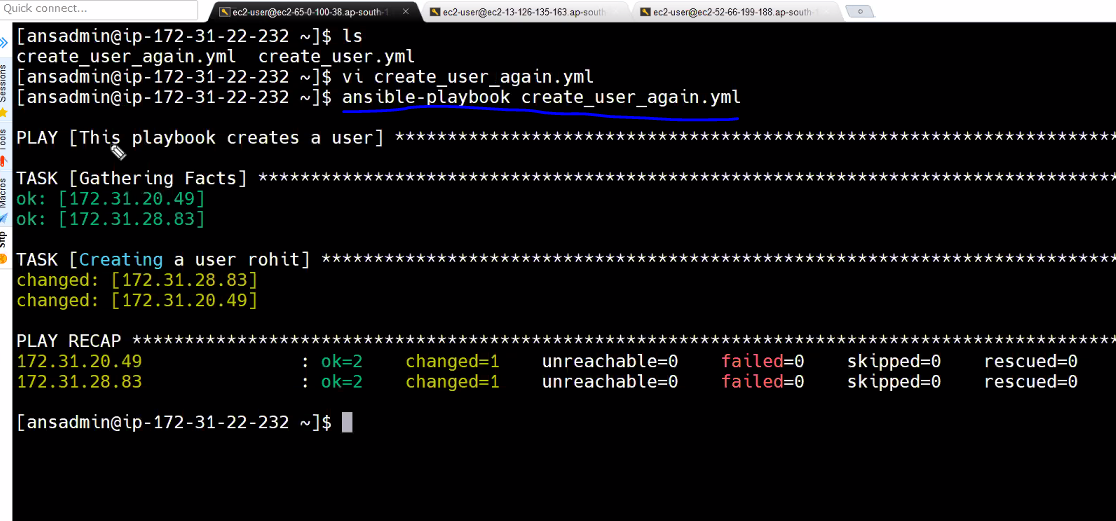 Quick connect...
ec2-user@ec2-65-0-100-38.ap-south-1
ec2-user@ec2-13-126-135-163.ap-south-
ec2-user@ec2-52-66-199-188.ap-south-
Sessions
Tools
Macros
Sftp
[ansadmin@ip-172-31-22-232 ~]$ ls
create_user_again.yml  create_user.yml
[ansadmin@ip-172-31-22-232 ~]$ vi create_user_again.yml
[ansadmin@ip-172-31-22-232 ~]$ ansible-playbook create_user_again.yml
PLAY [This playbook creates a user] *********************************************************************
TASK [Gathering Facts] **********************************************************************************
ok: [172.31.20.49]
ok: [172.31.28.83]
TASK [Creating a user rohit] ****************************************************************************
changed: [172.31.28.83]
changed: [172.31.20.49]
PLAY RECAP **********************************************************************************************
172.31.20.49               : ok=2    changed=1    unreachable=0    failed=0    skipped=0    rescued=0
172.31.28.83               : ok=2    changed=1    unreachable=0    failed=0    skipped=0    rescued=0
[ansadmin@ip-172-31-22-232 ~]$